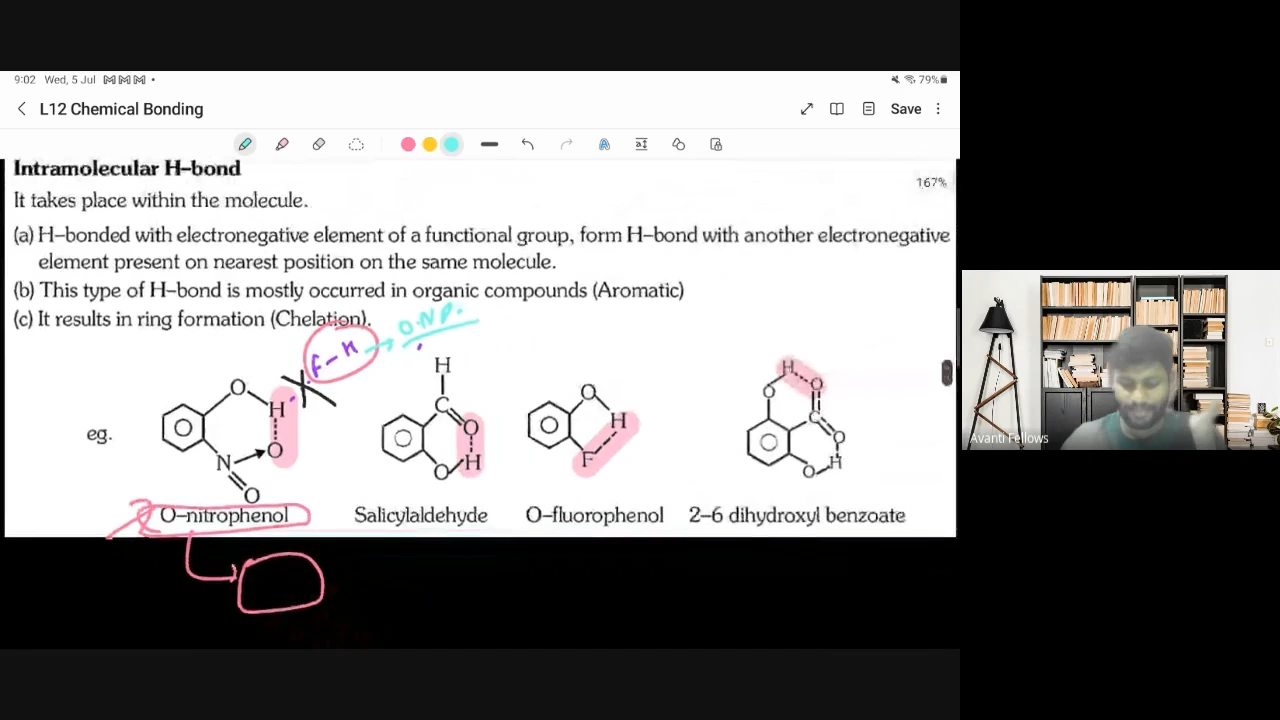 9:02 Wed, 5 Jul
79%
L12 Chemical Bonding
Save
167%
Intramolecular H–bond
It takes place within the molecule.
(a) H–bonded with electronegative element of a functional group, form H–bond with another electronegative
element present on nearest position on the same molecule.
(b) This type of H–bond is mostly occurred in organic compounds (Aromatic)
(c) It results in ring formation (Chelation).
F–H → O.N.P.
eg.
O H O N O
H C O H O
O H F
H O O C O H O
O–nitrophenol Salicylaldehyde O–fluorophenol 2–6 dihydroxyl benzoate
Avanti Fellows